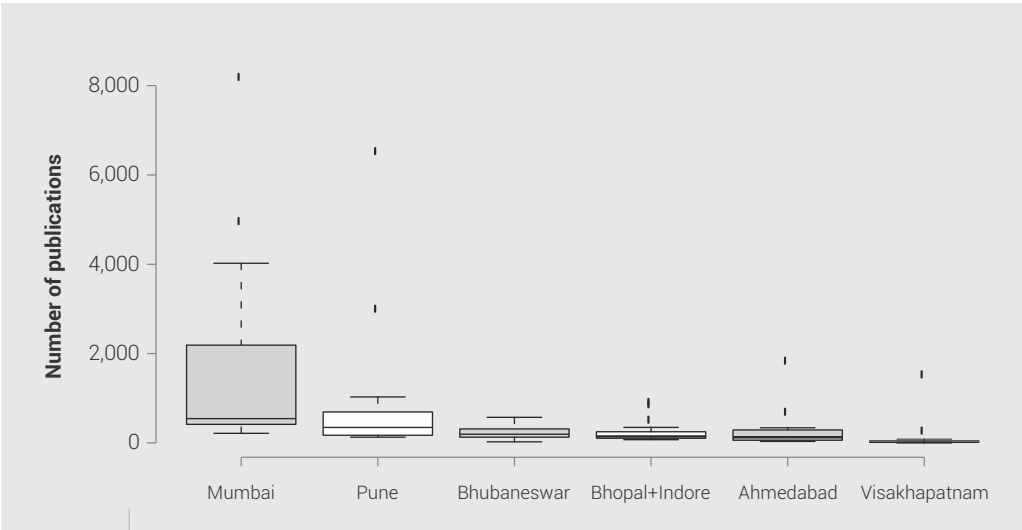 8,000
6,000
4,000
2,000
0
Number of publications
Mumbai Pune Bhubaneswar Bhopal+Indore Ahmedabad Visakhapatnam